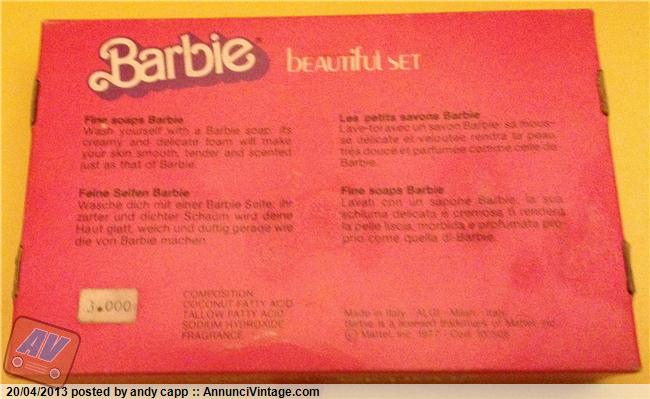 Barbie
BEAUTIFUL SET
Fine soaps Barbie
Wash yourself with a Barbie soap: its
creamy and delicate foam will make
your skin smooth, tender and scented
just as that of Barbie.
Les petits savons Barbie
Lave-toi avec un savon Barbie: sa mous-
se délicate et veloutée rendra ta peau
très douce et parfumée comme celle de
Barbie.
Feine Seifen Barbie
Wasche dich mit einer Barbie Seife: ihr
zarter und dichter Schaum wird deine
Haut glatt, weich und duftig gerade wie
die von Barbie machen.
Fine soaps Barbie
Lavati con un sapone Barbie, la sua
schiuma delicata e cremosa ti renderà
la pelle liscia, morbida e profumata pro-
prio come quella di Barbie.
3.000
COMPOSITION
COCONUT FATTY ACID
TALLOW FATTY ACID
SODIUM HYDROXIDE
FRAGRANCE
Made in Italy - ALGI - Milan - Italy
Barbie is a licensed trademark of Mattel, Inc.
© Mattel, Inc. 1977 - Cod.
AV
20/04/2013 posted by andy capp :: AnnunciVintage.com